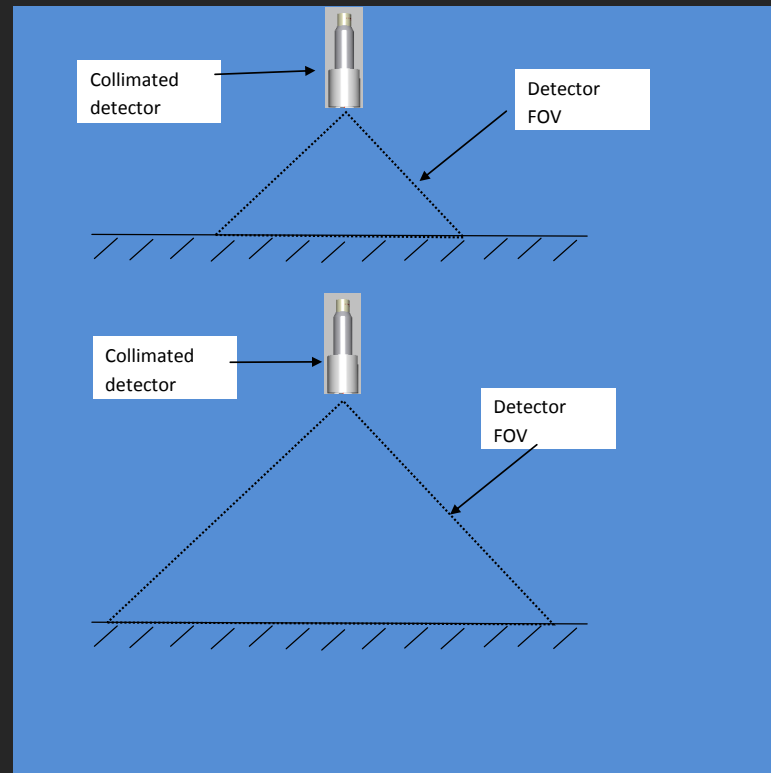 Collimated
detector
Detector
FOV
Collimated
detector
Detector
FOV